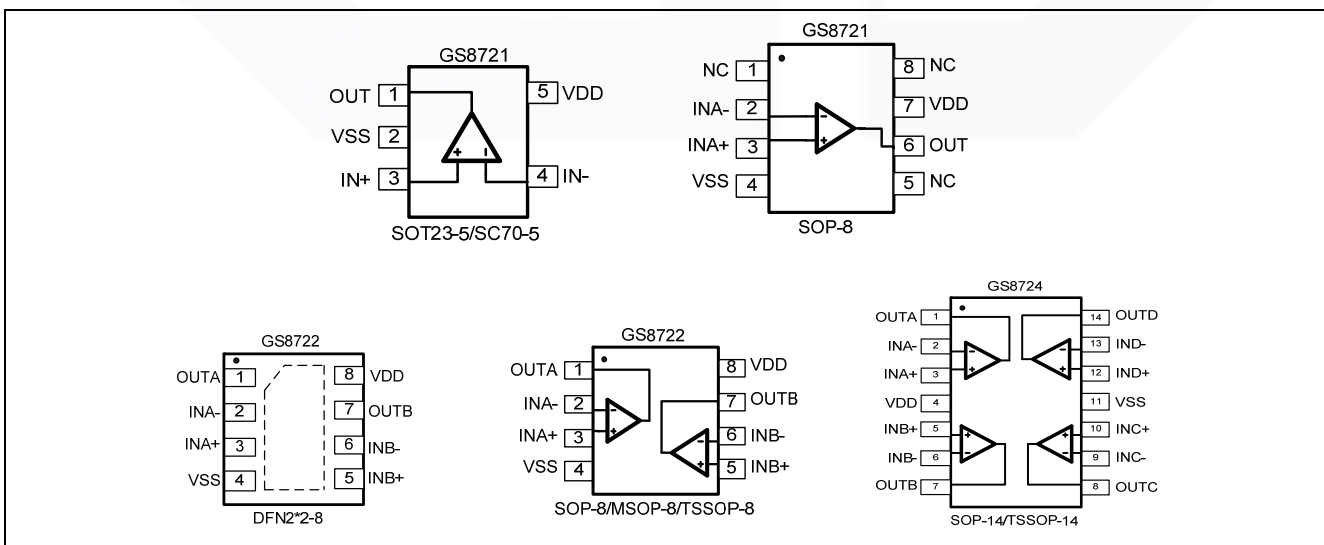 GS8721
OUT 1 5 VDD
VSS 2
IN+ 3 4 IN-
+ -
SOT23-5/SC70-5
GS8721
NC 1 8 NC
INA- 2 7 VDD
INA+ 3 6 OUT
VSS 4 5 NC
-
+
SOP-8
GS8722
OUTA 1 8 VDD
INA- 2 7 OUTB
INA+ 3 6 INB-
VSS 4 5 INB+
DFN2*2-8
GS8722
OUTA 1 8 VDD
INA- 2 7 OUTB
INA+ 3 6 INB-
VSS 4 5 INB+
- -
+ +
SOP-8/MSOP-8/TSSOP-8
GS8724
OUTA 1 14 OUTD
INA- 2 13 IND-
INA+ 3 12 IND+
VDD 4 11 VSS
INB+ 5 10 INC+
INB- 6 9 INC-
OUTB 7 8 OUTC
- -
+ +
+ +
- -
SOP-14/TSSOP-14